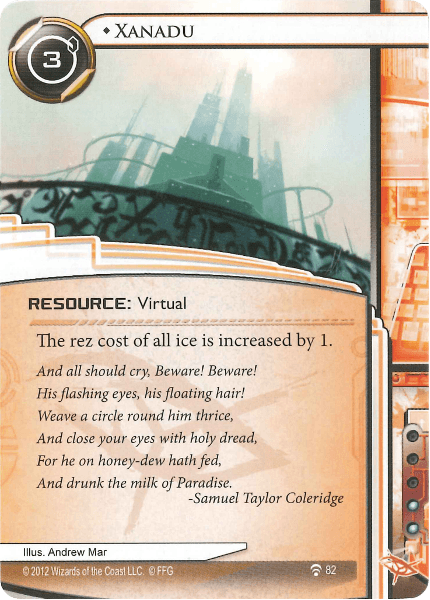 3
◆ XANADU
RESOURCE: Virtual
The rez cost of all ice is increased by 1.
And all should cry, Beware! Beware!
His flashing eyes, his floating hair!
Weave a circle round him thrice,
And close your eyes with holy dread,
For he on honey-dew hath fed,
And drunk the milk of Paradise.
-Samuel Taylor Coleridge
Illus. Andrew Mar
© 2012 Wizards of the Coast LLC. © FFG
82